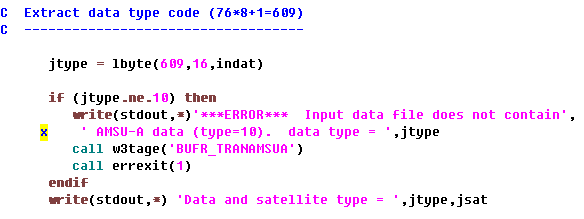 C  Extract data type code (76*8+1=609)
C  -----------------------------------
jtype = lbyte(609,16,indat)
if (jtype.ne.10) then
write(stdout,*)'***ERROR***  Input data file does not contain',
x    ' AMSU-A data (type=10).  data type = ',jtype
call w3tage('BUFR_TRANAMSUA')
call errexit(1)
endif
write(stdout,*) 'Data and satellite type = ',jtype,jsat